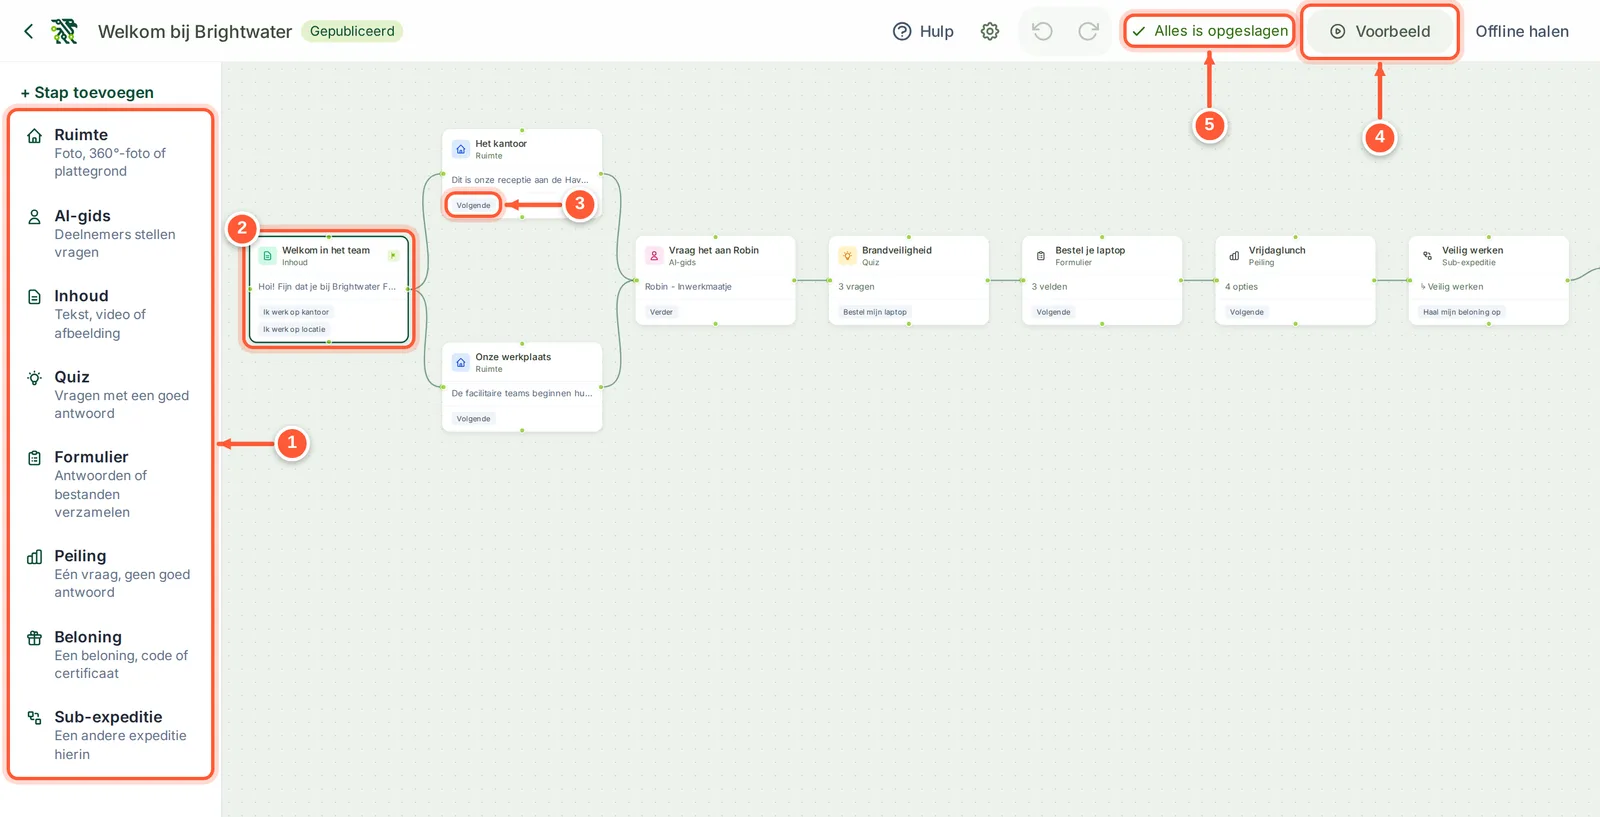 Welkom bij Brightwater
Gepubliceerd
Hulp
Alles is opgeslagen
Voorbeeld
Offline halen
5
4
+ Stap toevoegen
Ruimte
Foto, 360°-foto of
plattegrond
AI-gids
Deelnemers stellen
vragen
Inhoud
Tekst, video of
afbeelding
Quiz
Vragen met een goed
antwoord
Formulier
Antwoorden of
bestanden
verzamelen
Peiling
Eén vraag, geen goed
antwoord
Beloning
Een beloning, code of
certificaat
Sub-expeditie
Een andere expeditie
hierin
1
2
Welkom in het team
Inhoud
Hoi! Fijn dat je bij Brightwater F...
Ik werk op kantoor
Ik werk op locatie
Het kantoor
Ruimte
Dit is onze receptie aan de Hav...
Volgende
3
Onze werkplaats
Ruimte
De facilitaire teams beginnen hu...
Volgende
Vraag het aan Robin
AI-gids
Robin - Inwerkmaatje
Verder
Brandveiligheid
Quiz
3 vragen
Bestel mijn laptop
Bestel je laptop
Formulier
3 velden
Volgende
Vrijdaglunch
Peiling
4 opties
Volgende
Veilig werken
Sub-expeditie
↳ Veilig werken
Haal mijn beloning op